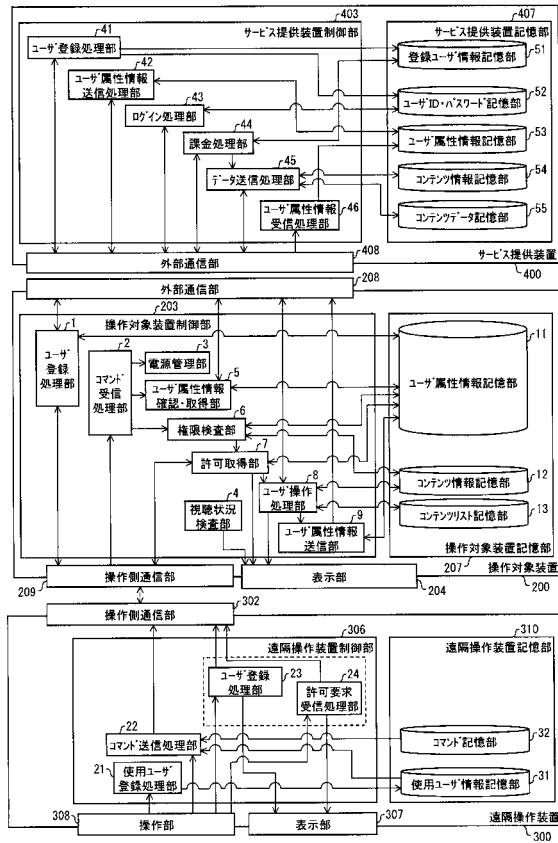 403
サービス提供装置制御部
407
サービス提供装置記憶部
41
ユーザ登録処理部
42
ユーザ属性情報
送信処理部
43
ログイン処理部
44
課金処理部
45
データ送信処理部
46
ユーザ属性情報
受信処理部
51
登録ユーザ情報記憶部
52
ユーザID・パスワード記憶部
53
ユーザ属性情報記憶部
54
コンテンツ情報記憶部
55
コンテンツデータ記憶部
外部通信部
408
サービス提供装置
400
外部通信部
208
203
操作対象装置制御部
1
ユーザ
登録
処理部
2
コマンド
受信
処理部
3
電源管理部
5
ユーザ属性情報
確認・取得部
6
権限検査部
7
許可取得部
4
視聴状況
検査部
8
ユーザ操作
処理部
9
ユーザ属性情報
送信部
11
ユーザ属性情報記憶部
12
コンテンツ情報記憶部
13
コンテンツリスト記憶部
操作対象装置記憶部
207
操作側通信部
209
表示部
204
操作対象装置
200
操作側通信部
302
306
遠隔操作装置制御部
310
遠隔操作装置記憶部
ユーザ登録
処理部
23
24
許可要求
受信処理部
22
コマンド送信処理部
21
使用ユーザ
登録処理部
32
コマンド記憶部
31
使用ユーザ情報記憶部
308
操作部
表示部
307
遠隔操作装置
300